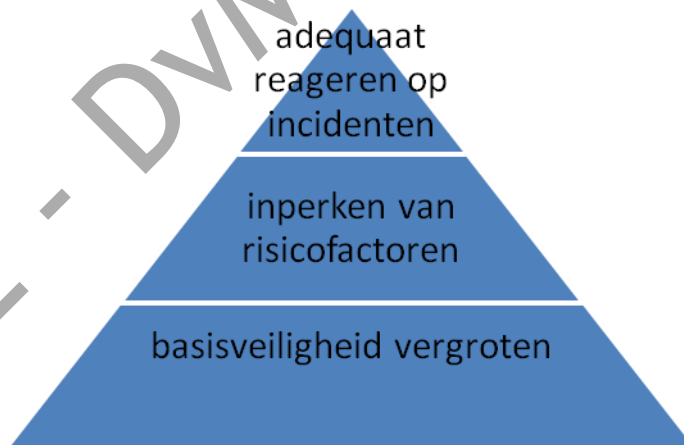 adequaat
reageren op
incidenten
inperken van
risicofactoren
basisveiligheid vergroten